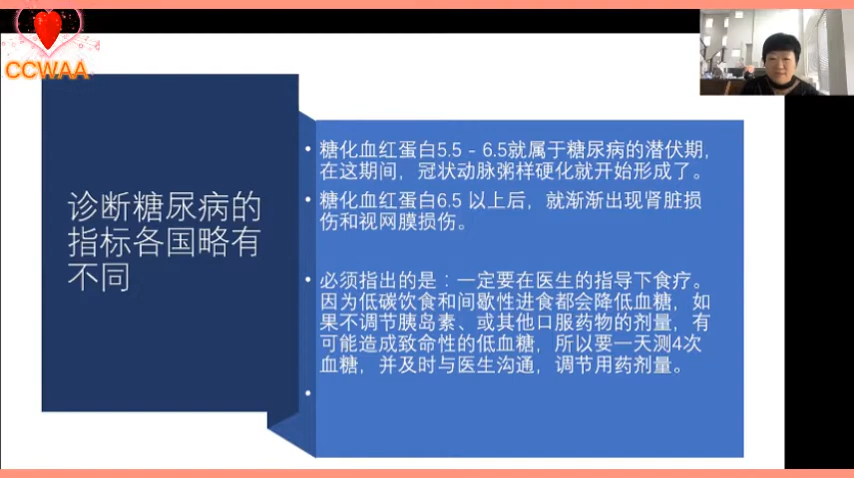 CCWAA
诊断糖尿病的
指标各国略有
不同
• 糖化血红蛋白5.5 - 6.5就属于糖尿病的潜伏期,
在这期间, 冠状动脉粥样硬化就开始形成了。
• 糖化血红蛋白6.5 以上后, 就渐渐出现肾脏损
伤和视网膜损伤。
• 必须指出的是：一定要在医生的指导下食疗。
因为低碳饮食和间歇性进食都会降低血糖, 如
果不调节胰岛素、或其他口服药物的剂量, 有
可能造成致命性的低血糖, 所以要一天测4次
血糖, 并及时与医生沟通, 调节用药剂量。
•